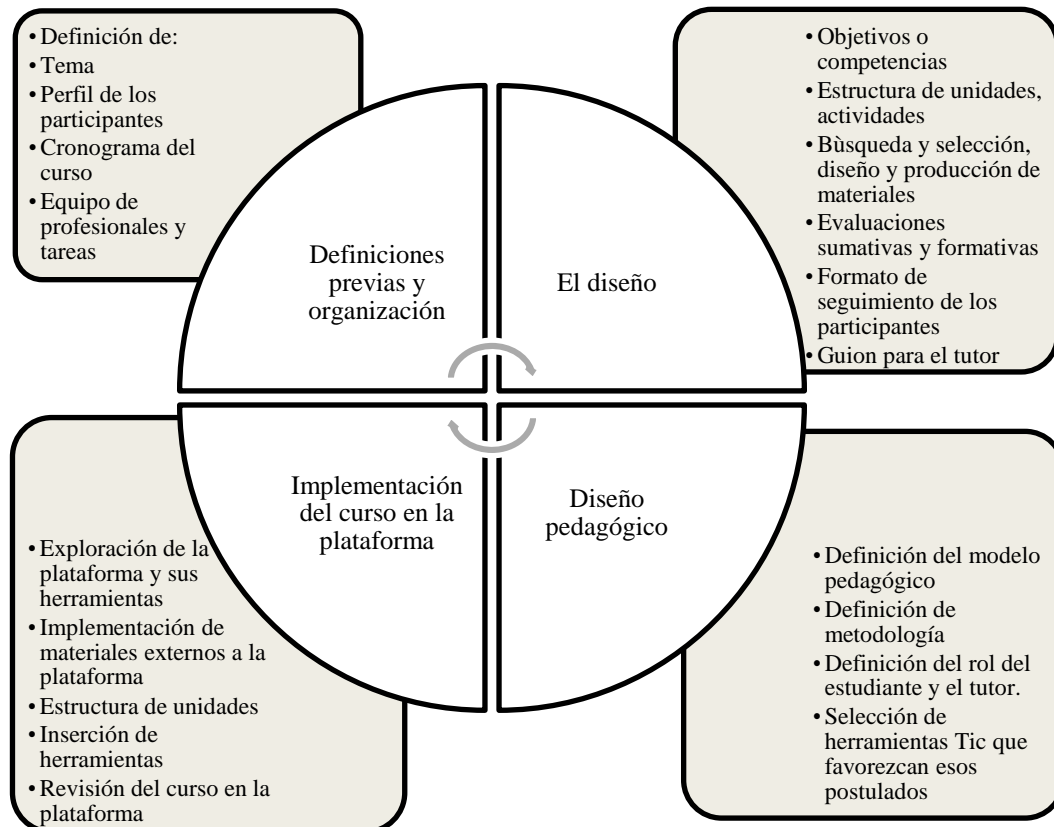 • Definición de:
• Tema
• Perfil de los
participantes
• Cronograma del
curso
• Equipo de
profesionales y
tareas
Definiciones
previas y
organización
• Objetivos o
competencias
• Estructura de unidades,
actividades
• Bùsqueda y selección,
diseño y producción de
materiales
• Evaluaciones
sumativas y formativas
• Formato de
seguimiento de los
participantes
• Guion para el tutor
El diseño
• Exploración de la
plataforma y sus
herramientas
• Implementación de
materiales externos a la
plataforma
• Estructura de unidades
• Inserción de
herramientas
• Revisión del curso en la
plataforma
Implementación
del curso en la
plataforma
Diseño
pedagógico
• Definición del modelo
pedagógico
• Definición de
metodología
• Definición del rol del
estudiante y el tutor.
• Selección de
herramientas Tic que
favorezcan esos
postulados